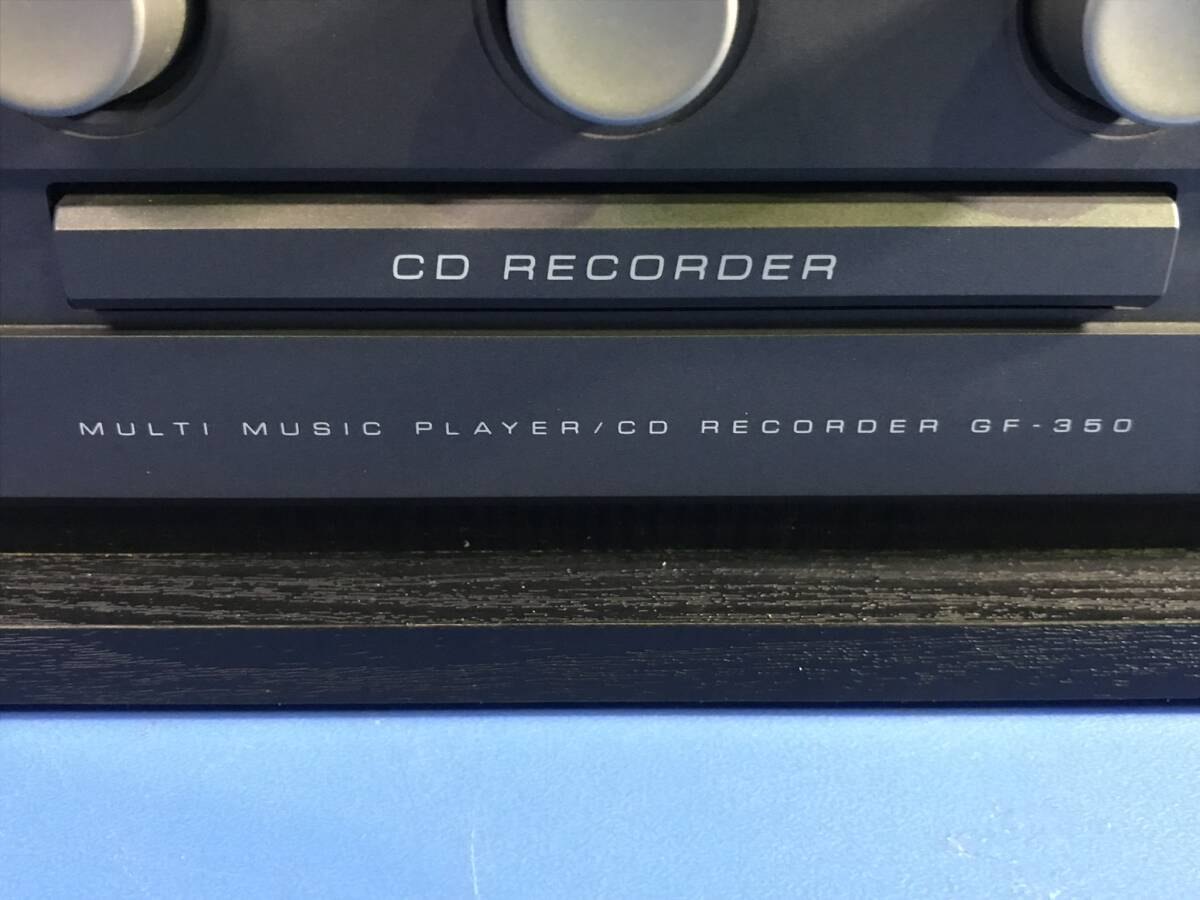 CD RECORDER
MULTI MUSIC PLAYER/CD RECORDER GF-350